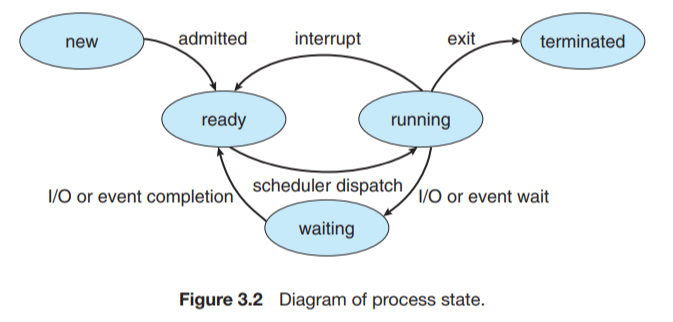 new
admitted
interrupt
exit
terminated
ready
running
scheduler dispatch
I/O or event completion
I/O or event wait
waiting
Figure 3.2 Diagram of process state.